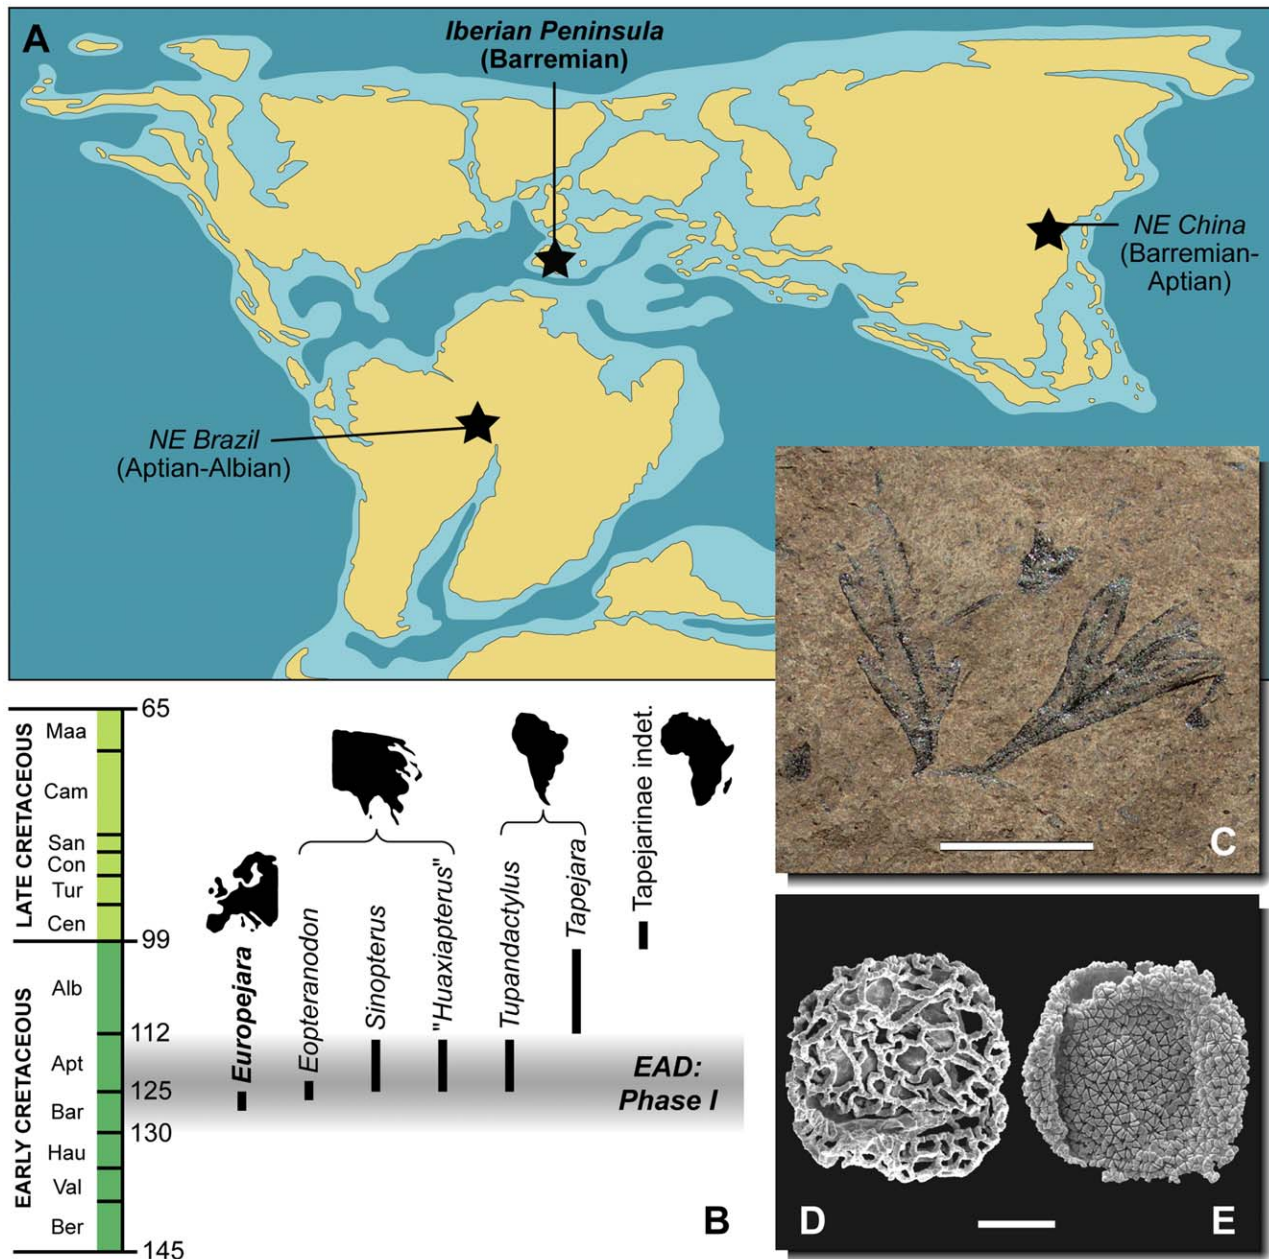 A
Iberian Peninsula
(Barremian)
NE China
(Barremian-
Aptian)
NE Brazil
(Aptian-Albian)
C
LATE CRETACEOUS
EARLY CRETACEOUS
Maa
Cam
San
Con
Tur
Cen
Alb
Apt
Bar
Hau
Val
Ber
65
99
112
125
130
145
Europejara
Eopteranodon
Sinopterus
"Huaxiapterus"
Tupandactylus
Tapejara
Tapejarinae indet.
EAD:
Phase I
B
D
E